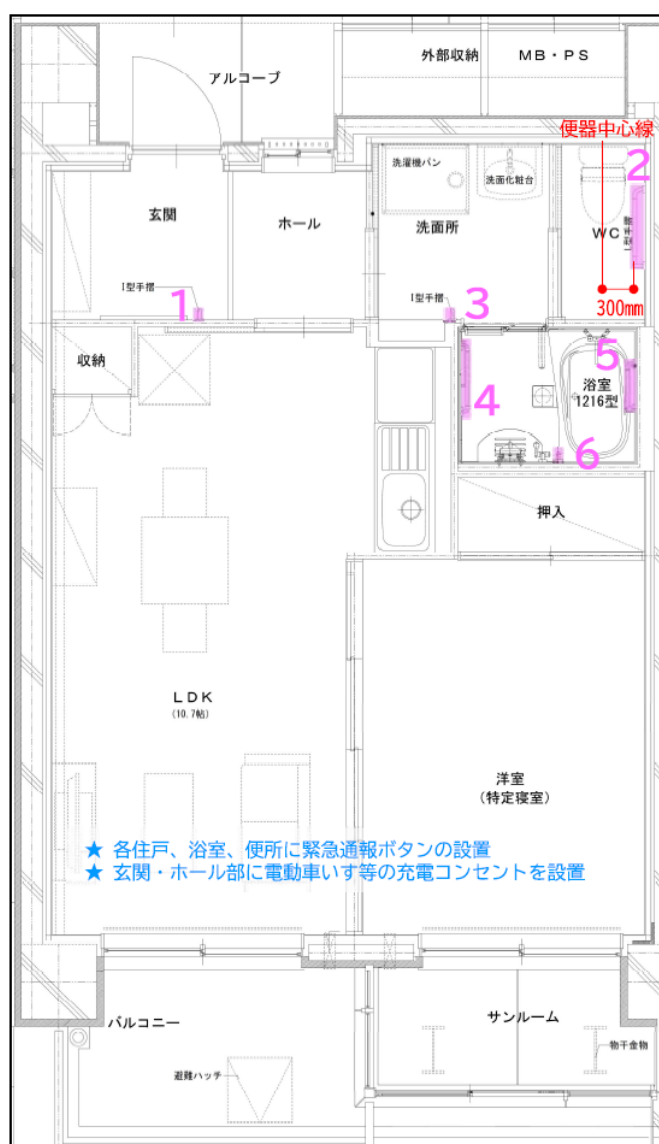 アルコーブ
外部収納
MB・PS
便器中心線
洗濯機パン
洗面化粧台
2
玄関
ホール
洗面所
WC
L型手摺
I型手摺
1
I型手摺
3
300mm
収納
4
5
浴室
1216型
6
押入
LDK
(10.7帖)
洋室
(特定寝室)
★ 各住戸、浴室、便所に緊急通報ボタンの設置
★ 玄関・ホール部に電動車いす等の充電コンセントを設置
バルコニー
サンルーム
物干金物
避難ハッチ